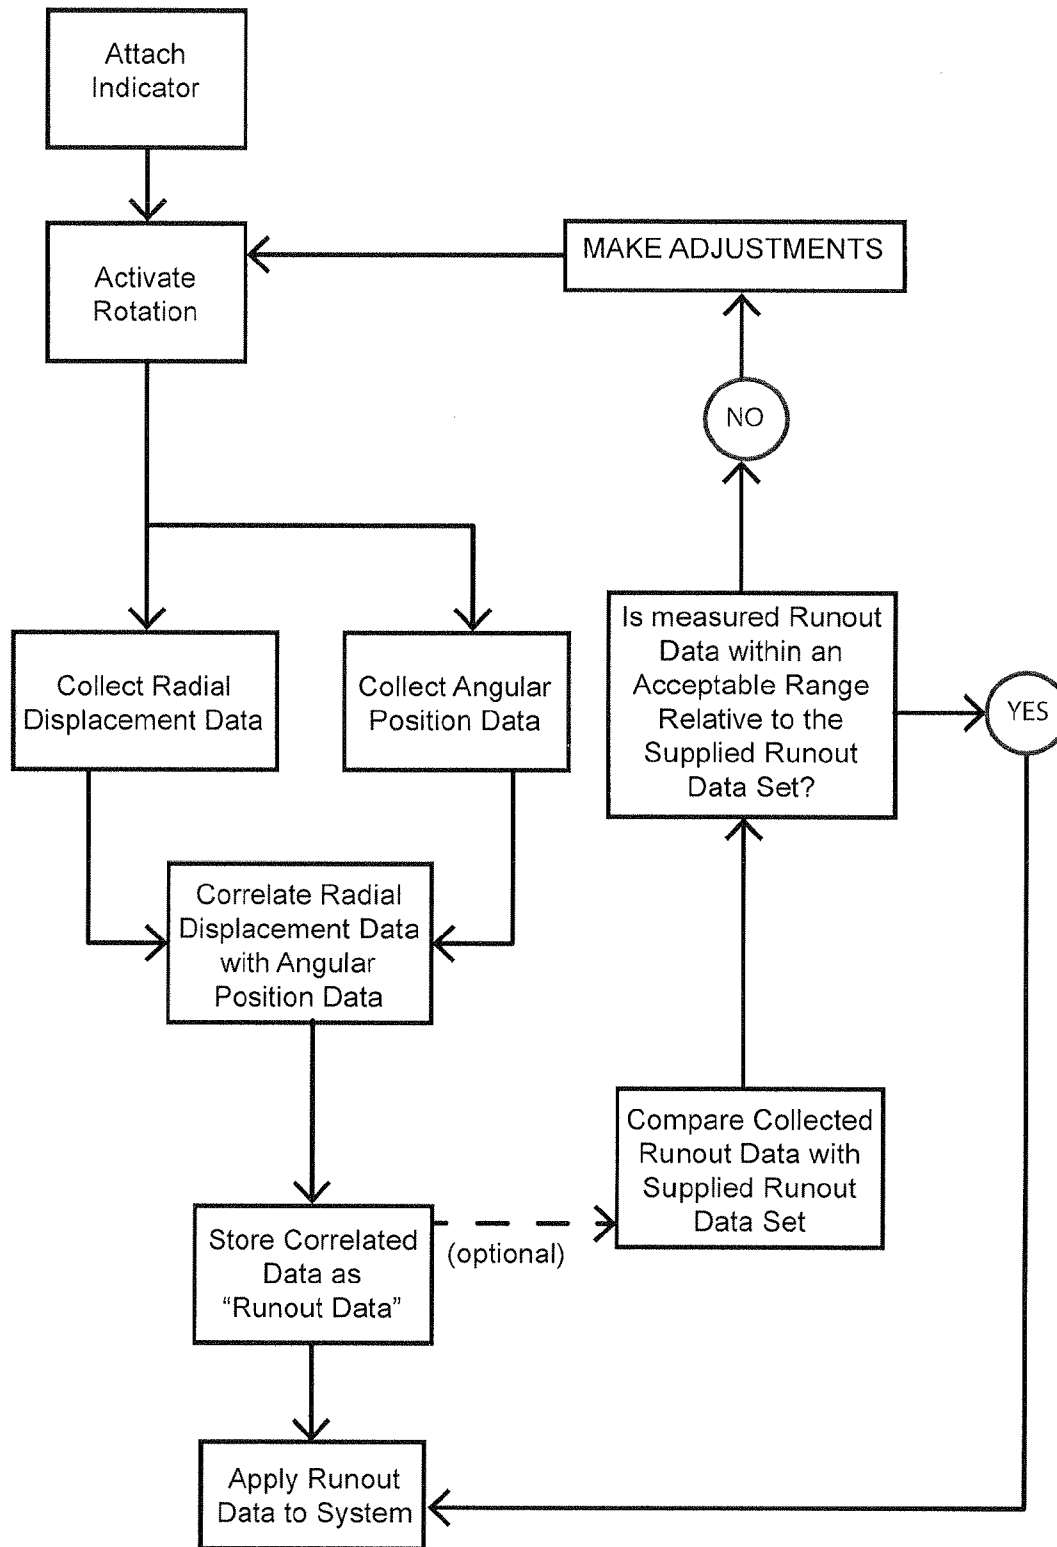 Attach
Indicator
Activate
Rotation
MAKE ADJUSTMENTS
NO
Collect Radial
Displacement Data
Collect Angular
Position Data
Is measured Runout
Data within an
Acceptable Range
Relative to the
Supplied Runout
Data Set?
YES
Correlate Radial
Displacement Data
with Angular
Position Data
Compare Collected
Runout Data with
Supplied Runout
Data Set
Store Correlated
Data as
“Runout Data”
(optional)
Apply Runout
Data to System